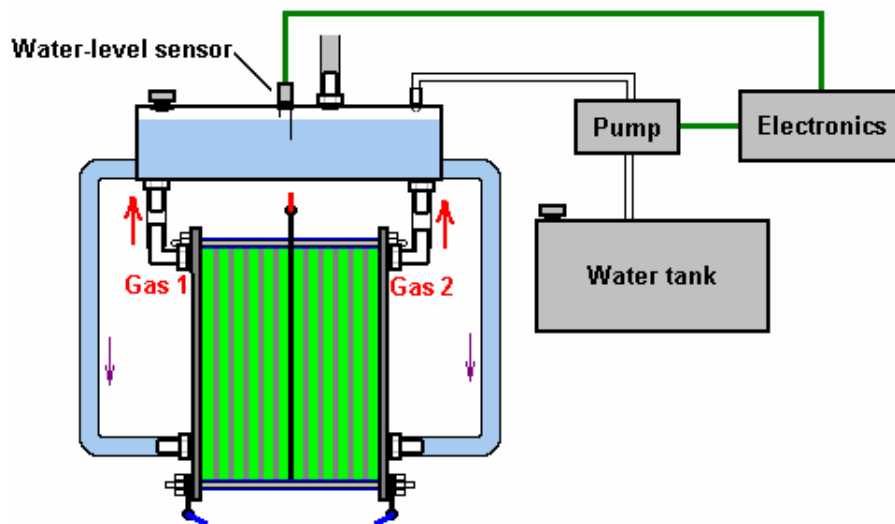 Water-level sensor
Pump
Electronics
Gas 1
Gas 2
Water tank